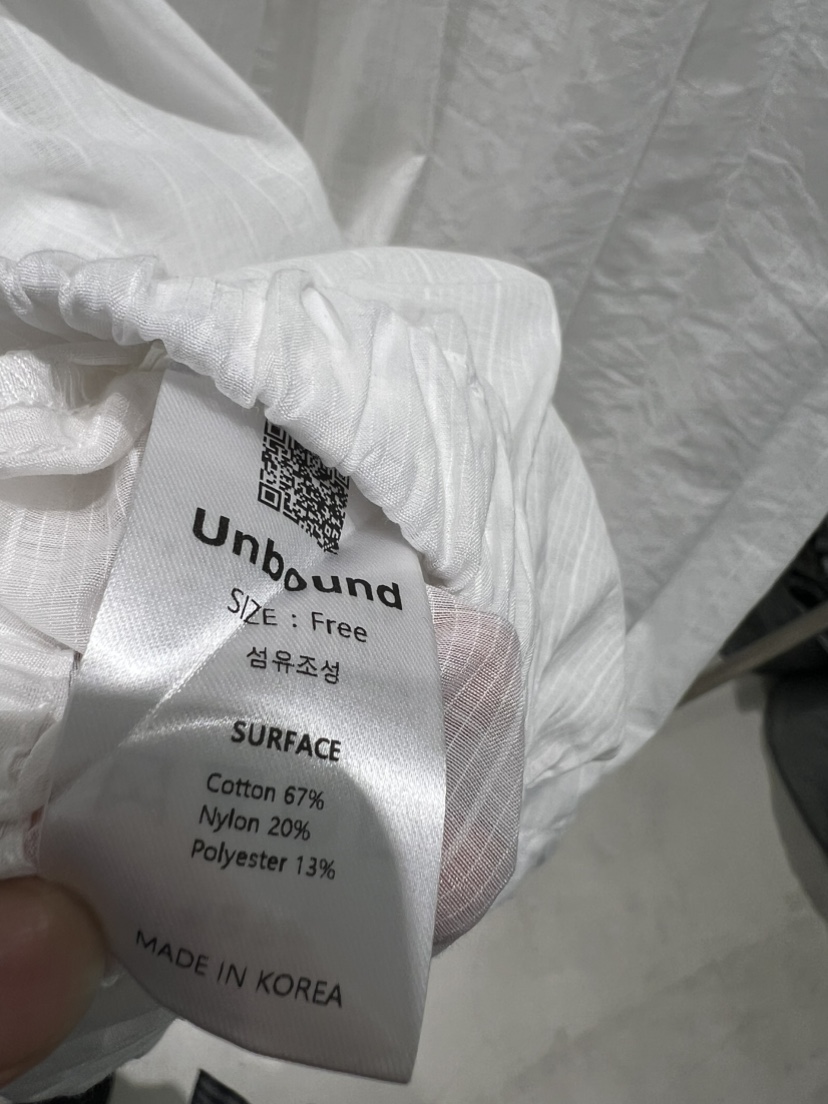 Unbound
SIZE : Free
섬유조성
SURFACE
Cotton 67%
Nylon 20%
Polyester 13%
MADE IN KOREA